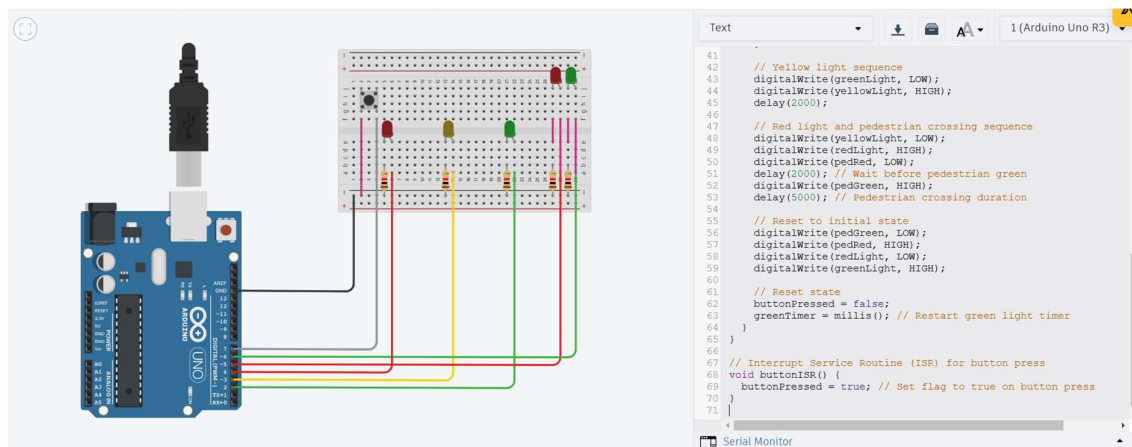 Text
1 (Arduino Uno R3)
41
42 // Yellow light sequence
43 digitalWrite(greenLight, LOW);
44 digitalWrite(yellowLight, HIGH);
45 delay(2000);
46
47 // Red light and pedestrian crossing sequence
48 digitalWrite(yellowLight, LOW);
49 digitalWrite(redLight, HIGH);
50 digitalWrite(pedRed, LOW);
51 delay(2000); // Wait before pedestrian green
52 digitalWrite(pedGreen, HIGH);
53 delay(5000); // Pedestrian crossing duration
54
55 // Reset to initial state
56 digitalWrite(pedGreen, LOW);
57 digitalWrite(pedRed, HIGH);
58 digitalWrite(redLight, LOW);
59 digitalWrite(greenLight, HIGH);
60
61 // Reset state
62 buttonPressed = false;
63 greenTimer = millis(); // Restart green light timer
64 }
65 }
66
67 // Interrupt Service Routine (ISR) for button press
68 void buttonISR() {
69 buttonPressed = true; // Set flag to true on button press
70 }
71
Serial Monitor
AREF
GND
13
12
~11
~10
~9
8
7
~6
~5
4
~3
2
TX→1
RX←0
DIGITAL (PWM~)
ARDUINO
UNO
TX
RX
L
ON
IOREF
RESET
3.3V
5V
GND
GND
Vin
POWER
A0
A1
A2
A3
A4
A5
ANALOG IN